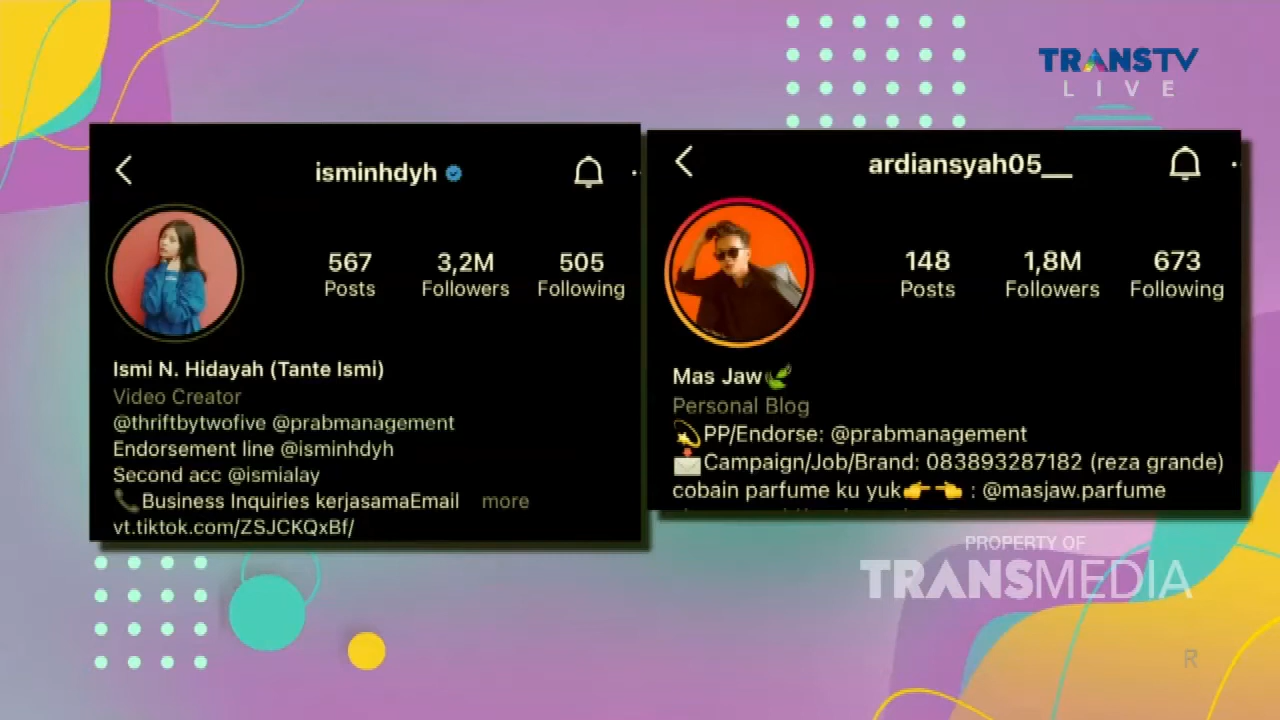 TRANSTV
LIVE
isminhdyh
567
3,2M
505
Posts
Followers
Following
Ismi N. Hidayah (Tante Ismi)
Video Creator
@thriftbytwofive @prabmanagement
Endorsement line @isminhdyh
Second acc @ismialay
📞Business Inquiries kerjasamaEmail more
vt.tiktok.com/ZSJCKQxBf/
ardiansyah05__
148
1,8M
673
Posts
Followers
Following
Mas Jaw🌿
Personal Blog
💫PP/Endorse: @prabmanagement
📩Campaign/Job/Brand: 083893287182 (reza grande)
cobain parfume ku yuk👉👈 : @masjaw.parfume
PROPERTY OF
TRANSMEDIA
R